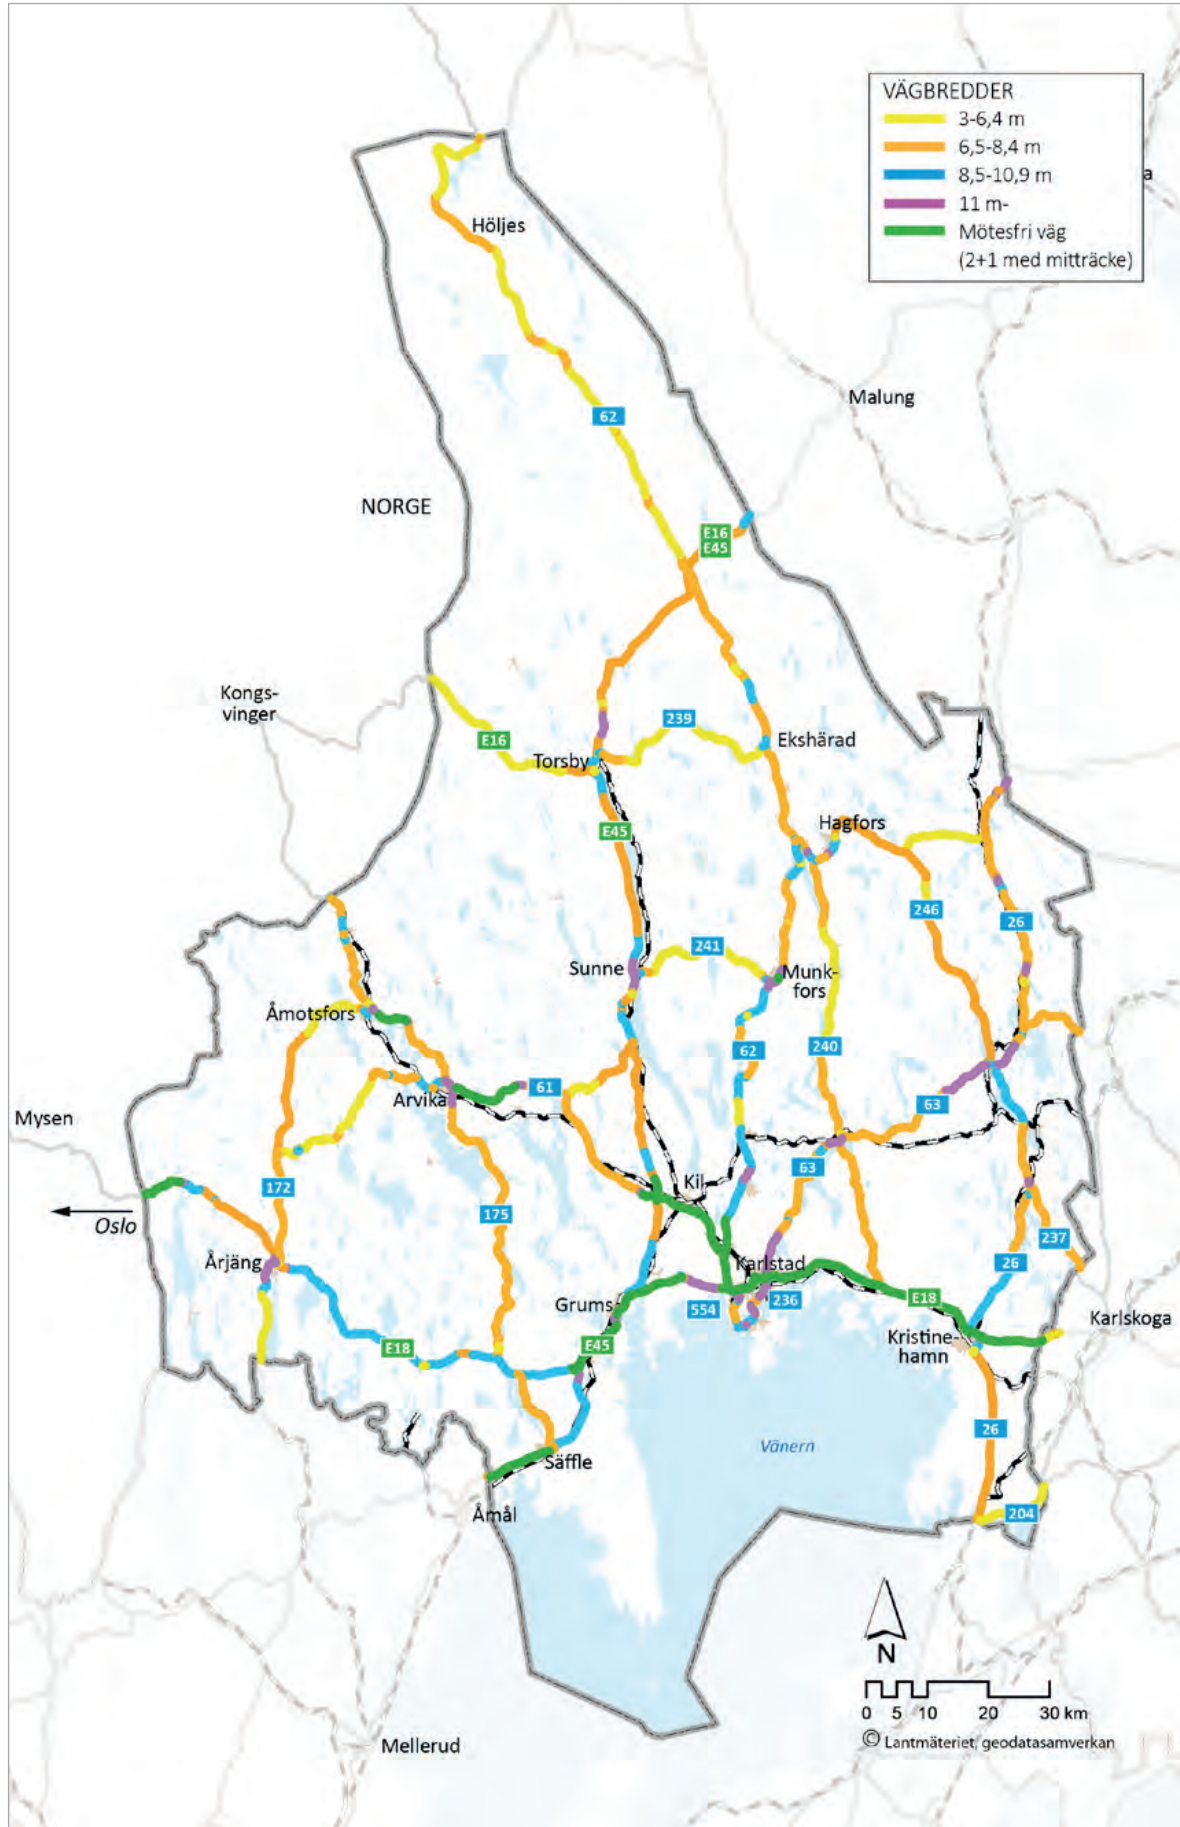 VÄGBREDDER
3-6,4 m
6,5-8,4 m
8,5-10,9 m
11 m-
Mötesfri väg
(2+1 med mitträcke)
a
Höljes
Malung
62
NORGE
E16
E45
Kongs-
vinger
239
E16
Ekshärad
Torsby
E45
Hagfors
246
26
241
Sunne
Munk-
fors
Åmotsfors
62
240
61
Arvika
63
Mysen
63
Kil
172
175
Oslo
237
Årjäng
Karlstad
26
554
236
E18
Grums
Karlskoga
Kristine-
hamn
E18
E45
26
Vänern
Säffle
Åmål
204
N
0 5 10 20 30 km
© Lantmäteriet, geodatasamverkan
Mellerud